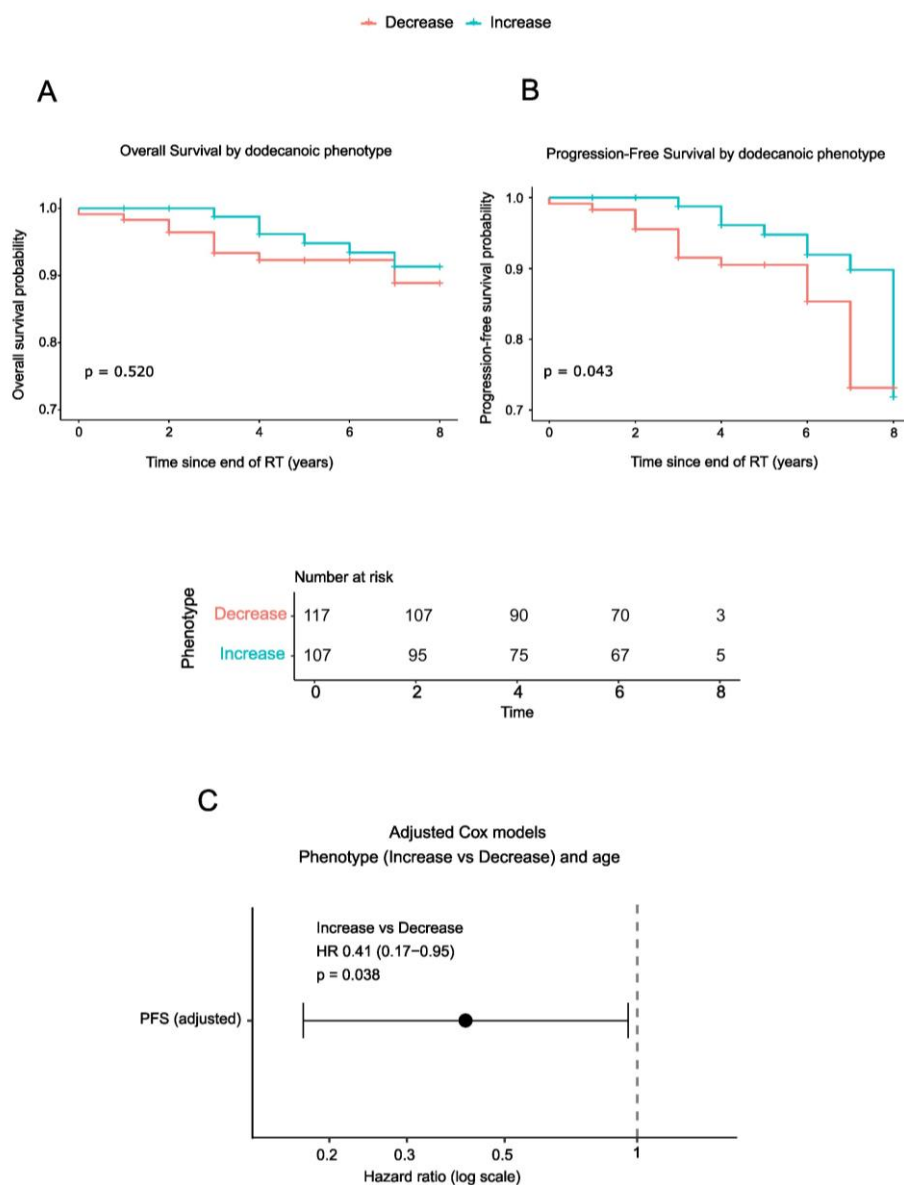 Decrease Increase
A
Overall Survival by dodecanoic phenotype
Overall survival probability
1.0
0.9
0.8
0.7
p = 0.520
0 2 4 6 8
Time since end of RT (years)
B
Progression-Free Survival by dodecanoic phenotype
Progression-free survival probability
1.0
0.9
0.8
0.7
p = 0.043
0 2 4 6 8
Time since end of RT (years)
Number at risk
Phenotype
Decrease 117 107 90 70 3
Increase 107 95 75 67 5
0 2 4 6 8
Time
C
Adjusted Cox models
Phenotype (Increase vs Decrease) and age
Increase vs Decrease
HR 0.41 (0.17–0.95)
p = 0.038
PFS (adjusted)
0.2 0.3 0.5 1
Hazard ratio (log scale)